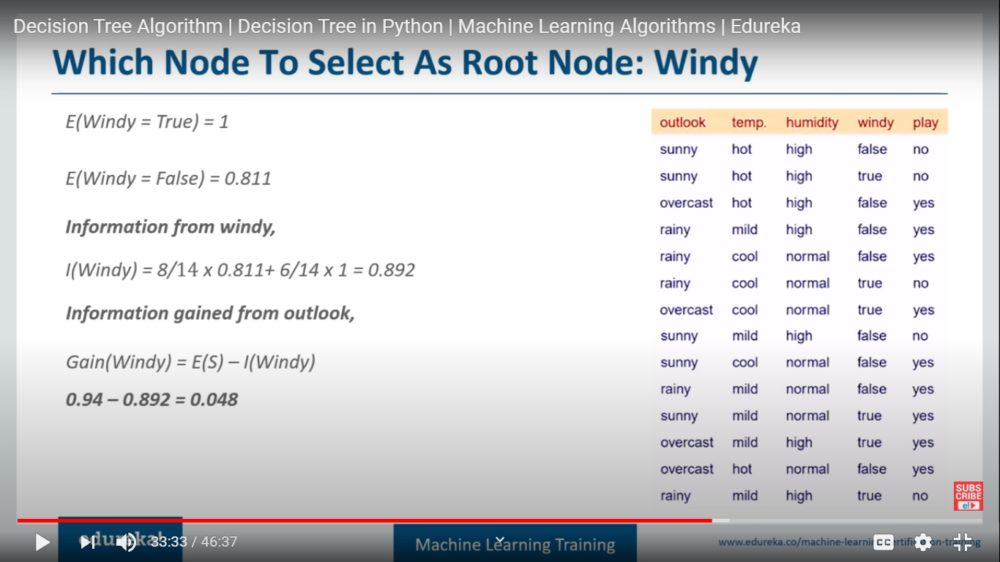 Decision Tree Algorithm | Decision Tree in Python | Machine Learning Algorithms | Edureka
Which Node To Select As Root Node: Windy
E(Windy = True) = 1
E(Windy = False) = 0.811
Information from windy,
I(Windy) = 8/14 x 0.811+ 6/14 x 1 = 0.892
Information gained from outlook,
Gain(Windy) = E(S) – I(Windy)
0.94 – 0.892 = 0.048
outlook temp. humidity windy play
sunny hot high false no
sunny hot high true no
overcast hot high false yes
rainy mild high false yes
rainy cool normal false yes
rainy cool normal true no
overcast cool normal true yes
sunny mild high false no
sunny cool normal false yes
rainy mild normal false yes
sunny mild normal true yes
overcast mild high true yes
overcast hot normal false yes
rainy mild high true no
SUBS
CRIBE
e!
edureka!
33:33 / 46:37
Machine Learning Training
www.edureka.co/machine-learning-certification-training
CC